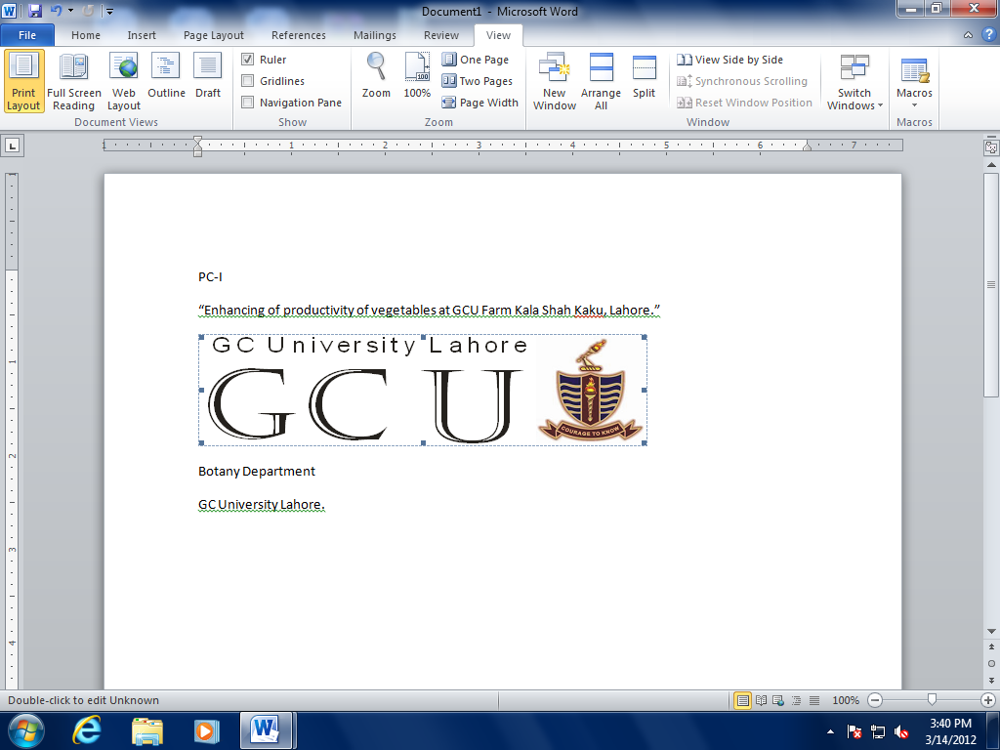 Document1 - Microsoft Word
File Home Insert Page Layout References Mailings Review View
Print Layout
Full Screen Reading
Web Layout
Outline
Draft
Document Views
Ruler
Gridlines
Navigation Pane
Show
Zoom
100%
One Page
Two Pages
Page Width
Zoom
New Window
Arrange All
Split
View Side by Side
Synchronous Scrolling
Reset Window Position
Window
Switch Windows
Macros
Macros
1 1 2 3 4 5 6 7
PC-I
“Enhancing of productivity of vegetables at GCU Farm Kala Shah Kaku, Lahore.”
GC University Lahore
GCU
COURAGE TO KNOW
Botany Department
GC University Lahore.
1
2
3
4
Double-click to edit Unknown
100%
3:40 PM
3/14/2012